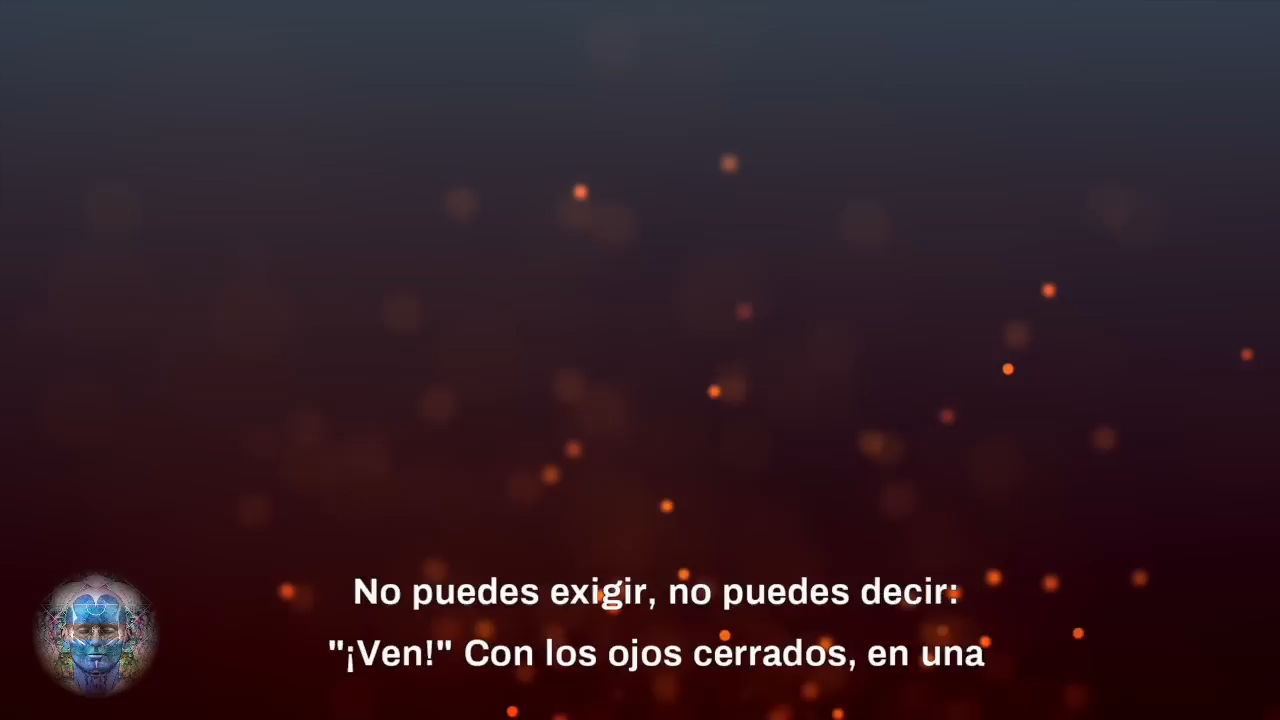 No puedes exigir, no puedes decir:
"¡Ven!" Con los ojos cerrados, en una